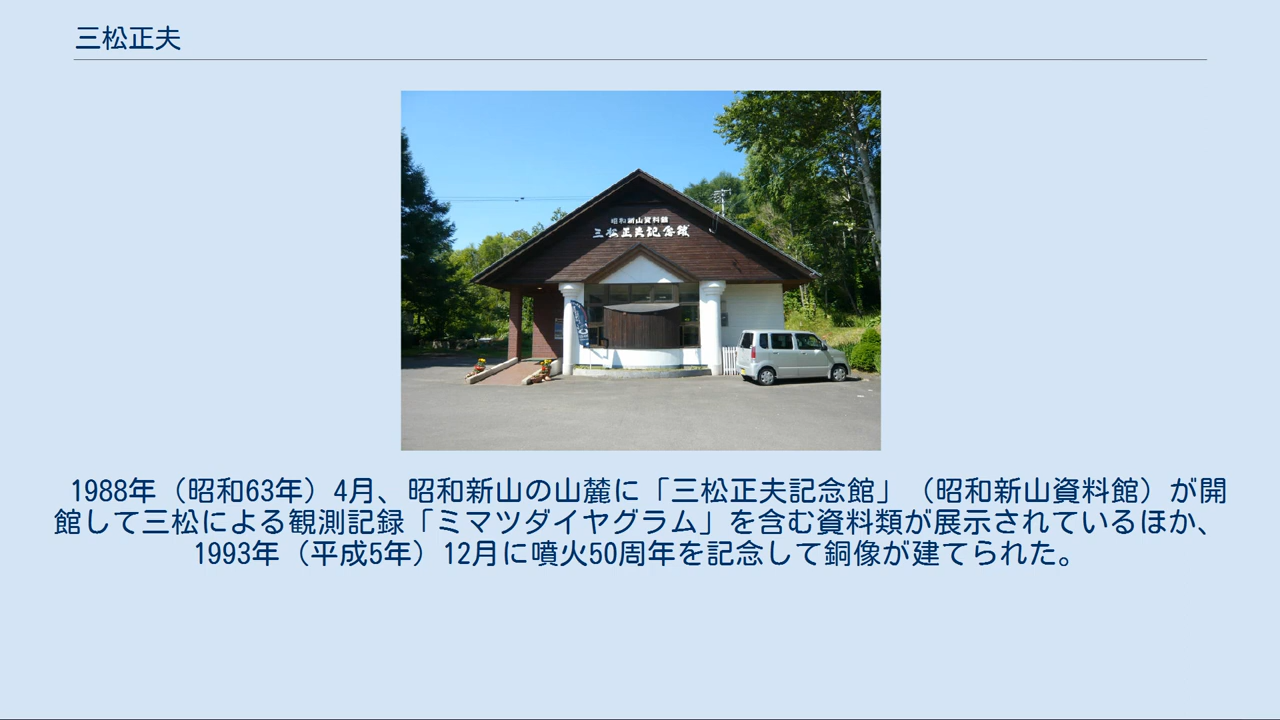 三松正夫
昭和新山資料館
三松正夫記念館
1988年（昭和63年）4月、昭和新山の山麓に「三松正夫記念館」（昭和新山資料館）が開
館して三松による観測記録「ミマツダイヤグラム」を含む資料類が展示されているほか、
1993年（平成5年）12月に噴火50周年を記念して銅像が建てられた。